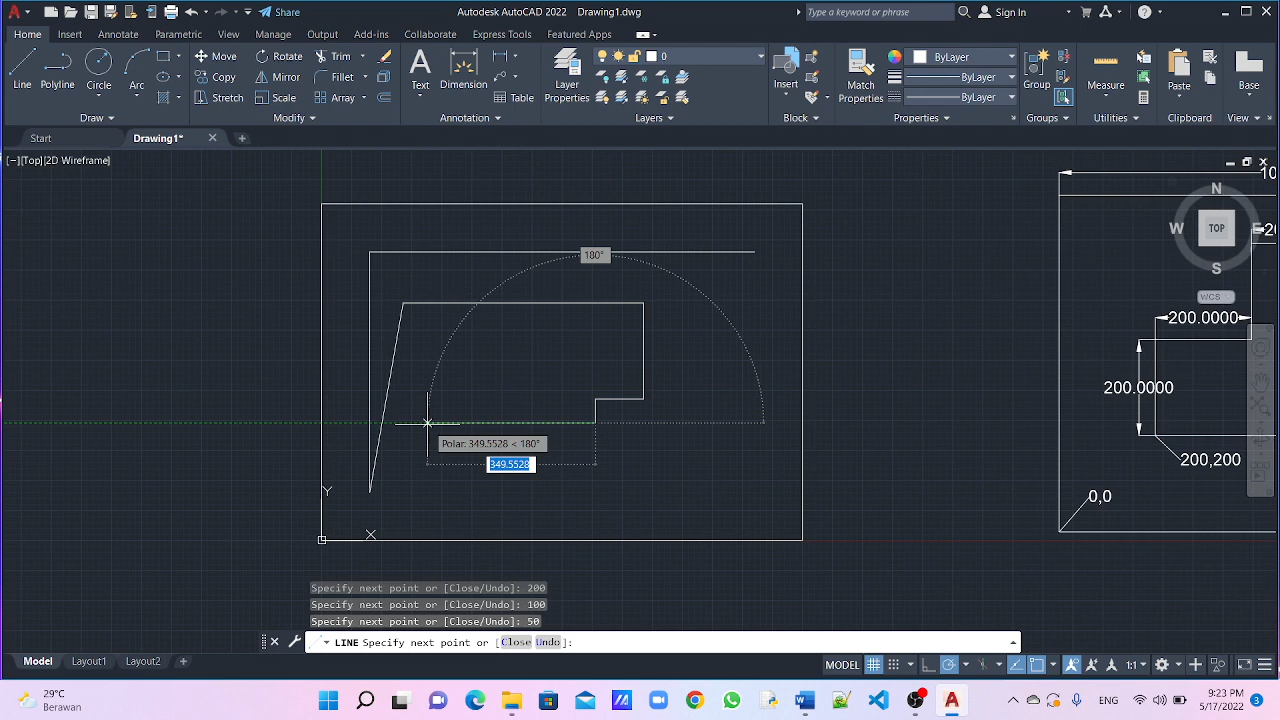 Share
Autodesk AutoCAD 2022 Drawing1.dwg
Type a keyword or phrase
Sign In
Home Insert Annotate Parametric View Manage Output Add-ins Collaborate Express Tools Featured Apps
Line
Polyline
Circle
Arc
Draw
Move
Rotate
Copy
Mirror
Fillet
Stretch
Scale
Array
Modify
Text
Dimension
Table
Annotation
Layer
Properties
0
Layers
Insert
Block
Match
Properties
ByLayer
ByLayer
ByLayer
Properties
Group
Groups
Measure
Utilities
Paste
Clipboard
Base
View
Start
Drawing1*
[−][Top][2D Wireframe]
180°
Polar: 349.5528 < 180°
349.5528
Y
X
10
N
W
TOP
E
S
20
WCS
200.0000
200.0000
200,200
0,0
Specify next point or [Close/Undo]: 200
Specify next point or [Close/Undo]: 100
Specify next point or [Close/Undo]: 50
LINE Specify next point or [Close Undo]:
Model Layout1 Layout2
MODEL
1:1
29°C
Berawan
9:23 PM
5/17/2022
3